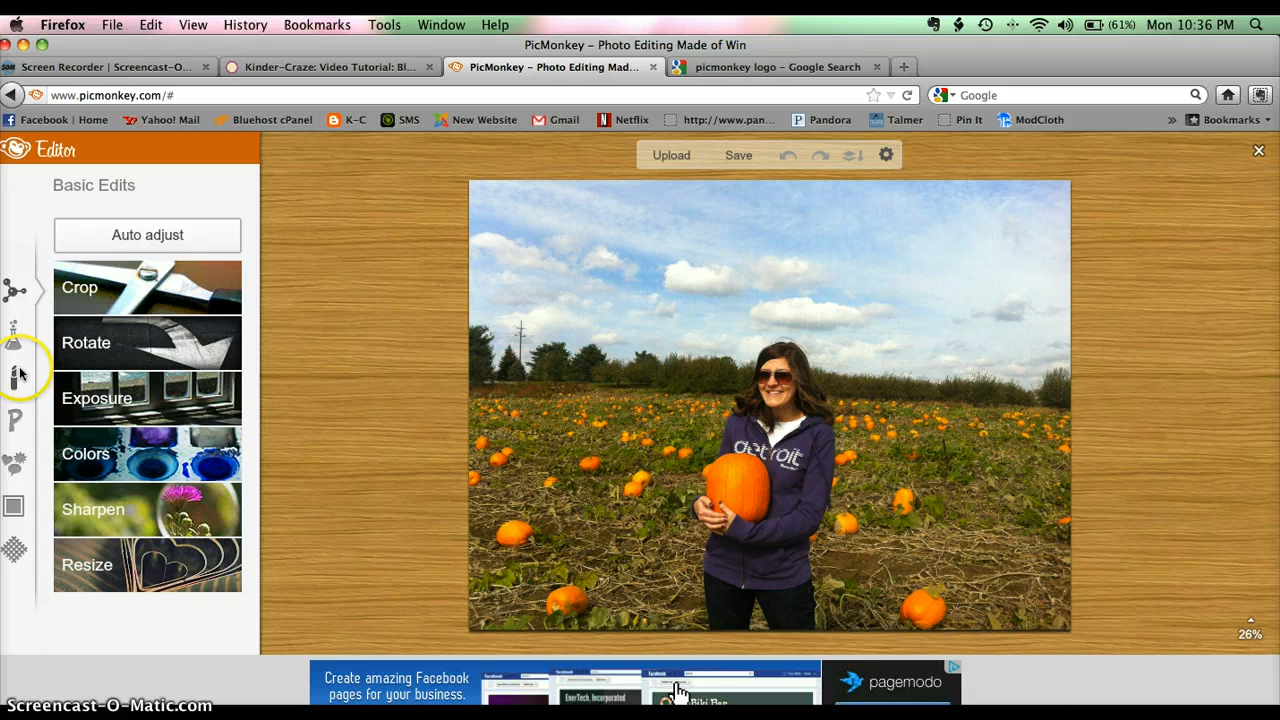 Firefox File Edit View History Bookmarks Tools Window Help (61%) Mon 10:36 PM
PicMonkey – Photo Editing Made of Win
Screen Recorder | Screencast-O... Kinder-Craze: Video Tutorial: Bl... PicMonkey – Photo Editing Mad... picmonkey logo – Google Search
www.picmonkey.com/# Google
Facebook | Home Yahoo! Mail Bluehost cPanel K-C SMS New Website Gmail Netflix http://www.pan... Pandora Talmer Pin It ModCloth » Bookmarks
Editor
Upload Save
Basic Edits
Auto adjust
Crop
Rotate
Exposure
Colors
Sharpen
Resize
detroit
26%
Create amazing Facebook
pages for your business.
EnerTech, Incorporated
Tiki Bar
pagemodo
Screencast-O-Matic.com